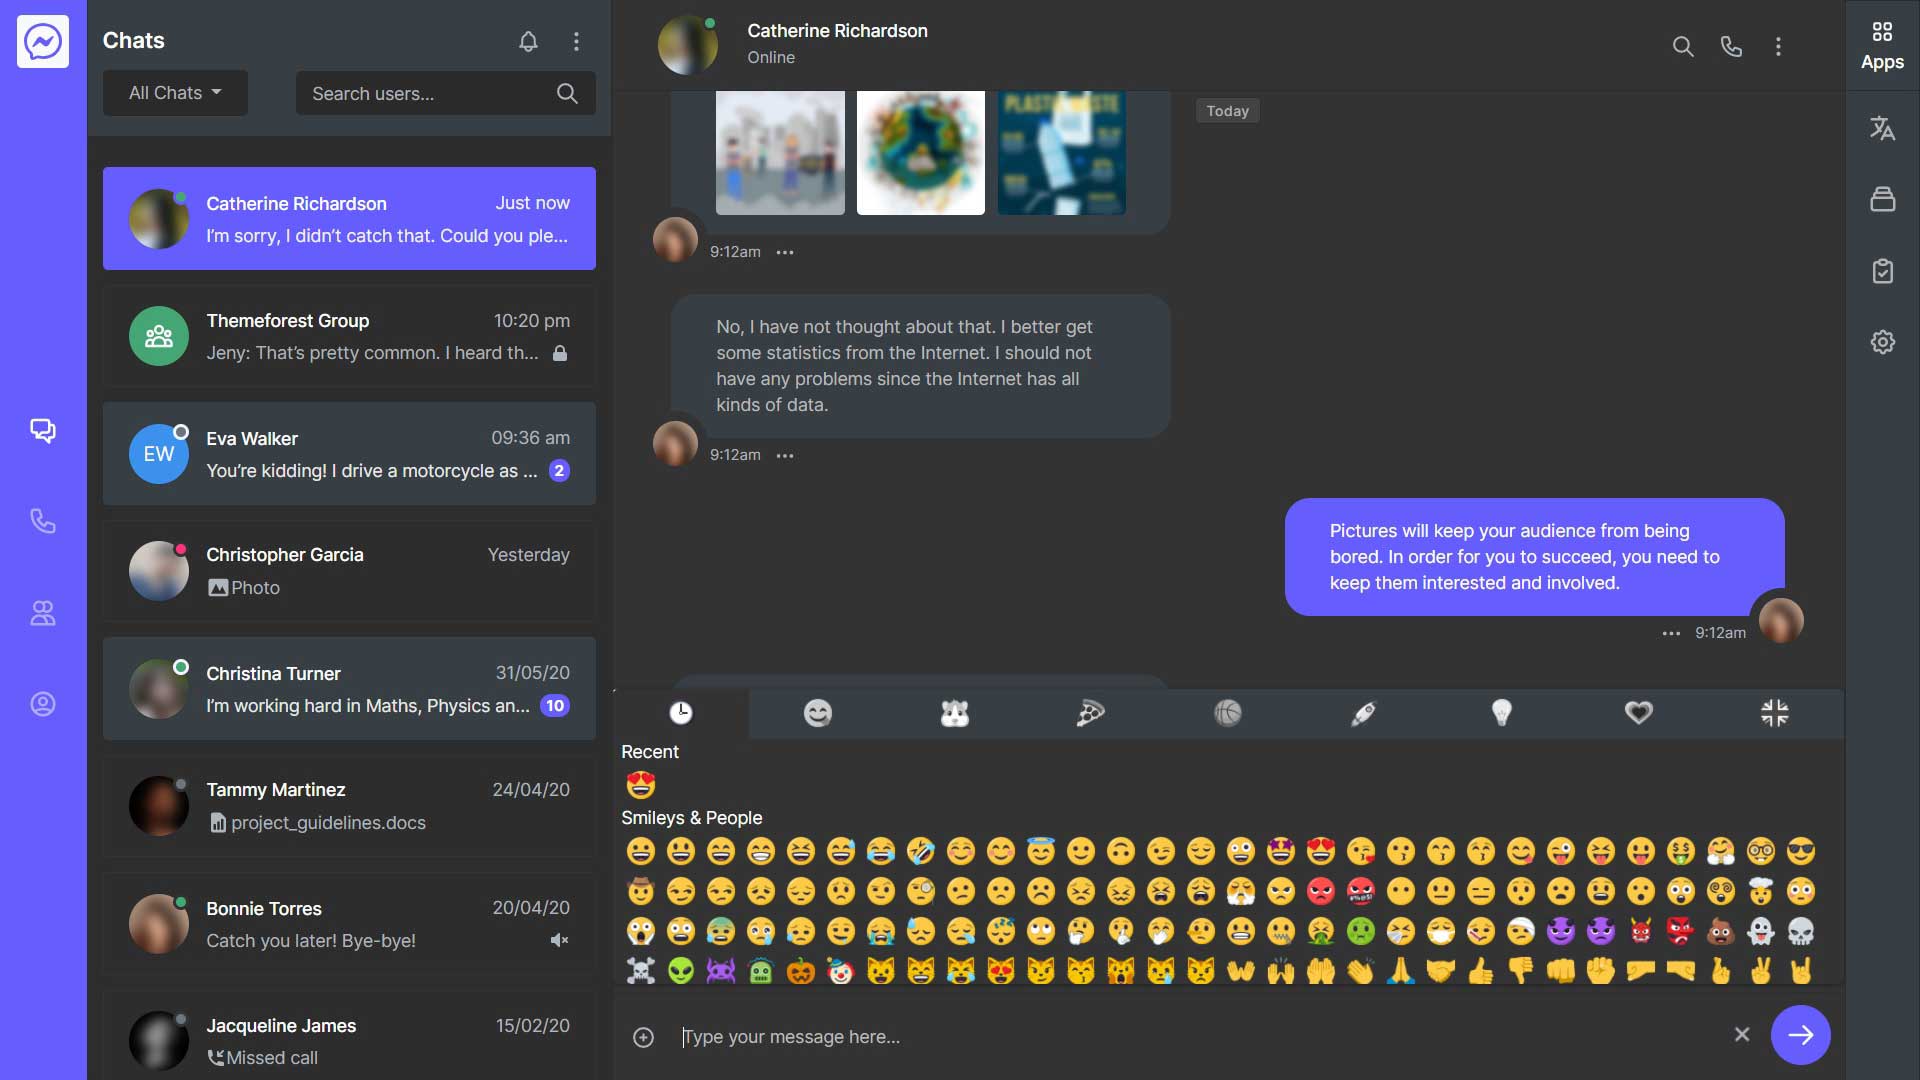 Chats
All Chats
Search users...
Catherine Richardson
Just now
I'm sorry, I didn't catch that. Could you ple...
Themeforest Group
10:20 pm
Jeny: That's pretty common. I heard th...
EW
Eva Walker
09:36 am
You're kidding! I drive a motorcycle as ...
2
Christopher Garcia
Yesterday
Photo
Christina Turner
31/05/20
I'm working hard in Maths, Physics an...
10
Tammy Martinez
24/04/20
project_guidelines.docs
Bonnie Torres
20/04/20
Catch you later! Bye-bye!
Jacqueline James
15/02/20
Missed call
Catherine Richardson
Online
Today
PLASTIC WASTE
9:12am
No, I have not thought about that. I better get
some statistics from the Internet. I should not
have any problems since the Internet has all
kinds of data.
9:12am
Pictures will keep your audience from being
bored. In order for you to succeed, you need to
keep them interested and involved.
9:12am
Recent
Smileys & People
Type your message here...
Apps